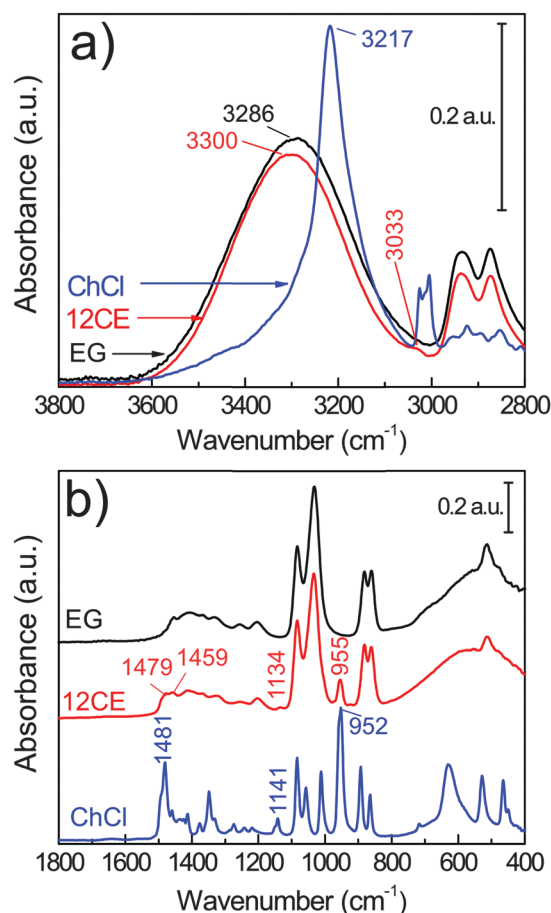 a)
3217
3286
3300
0.2 a.u.
3033
ChCl
12CE
EG
Absorbance (a.u.)
3800 3600 3400 3200 3000 2800
Wavenumber (cm⁻¹)
b)
0.2 a.u.
EG
1479 1459
1134
955
12CE
1481
1141
952
ChCl
Absorbance (a.u.)
1800 1600 1400 1200 1000 800 600 400
Wavenumber (cm⁻¹)